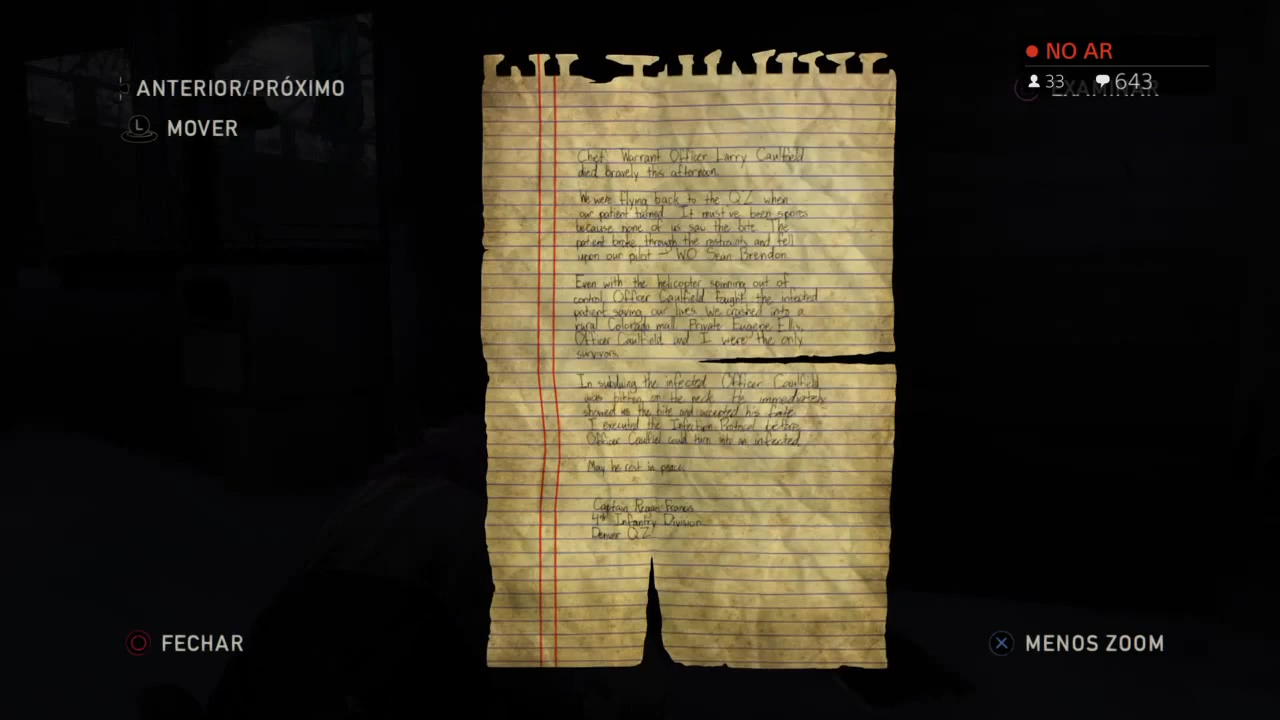 NO AR
33 643
ANTERIOR/PRÓXIMO
EXAMINAR
L MOVER
Chief Warrant Officer Larry Caulfield
died bravely this afternoon.
We were flying back to the QZ when
our patient turned. It must've been spores
because none of us saw the bite. The
patient broke through the restraints and fell
upon our pilot - WO Sean Brendon.
Even with the helicopter spinning out of
control, Officer Caulfield fought the infected
patient saving our lives. We crashed into a
rural Colorado mall. Private Eugene Ellis,
Officer Caulfield and I were the only
survivors.
In subduing the infected, Officer Caulfield
was bitten on the neck. He immediately
showed us the bite and accepted his fate.
I executed the Infection Protocol before
Officer Caulfiel could turn into an infected.
May he rest in peace.
Captain Regan Francis
4th Infantry Division
Denver QZ
FECHAR
MENOS ZOOM